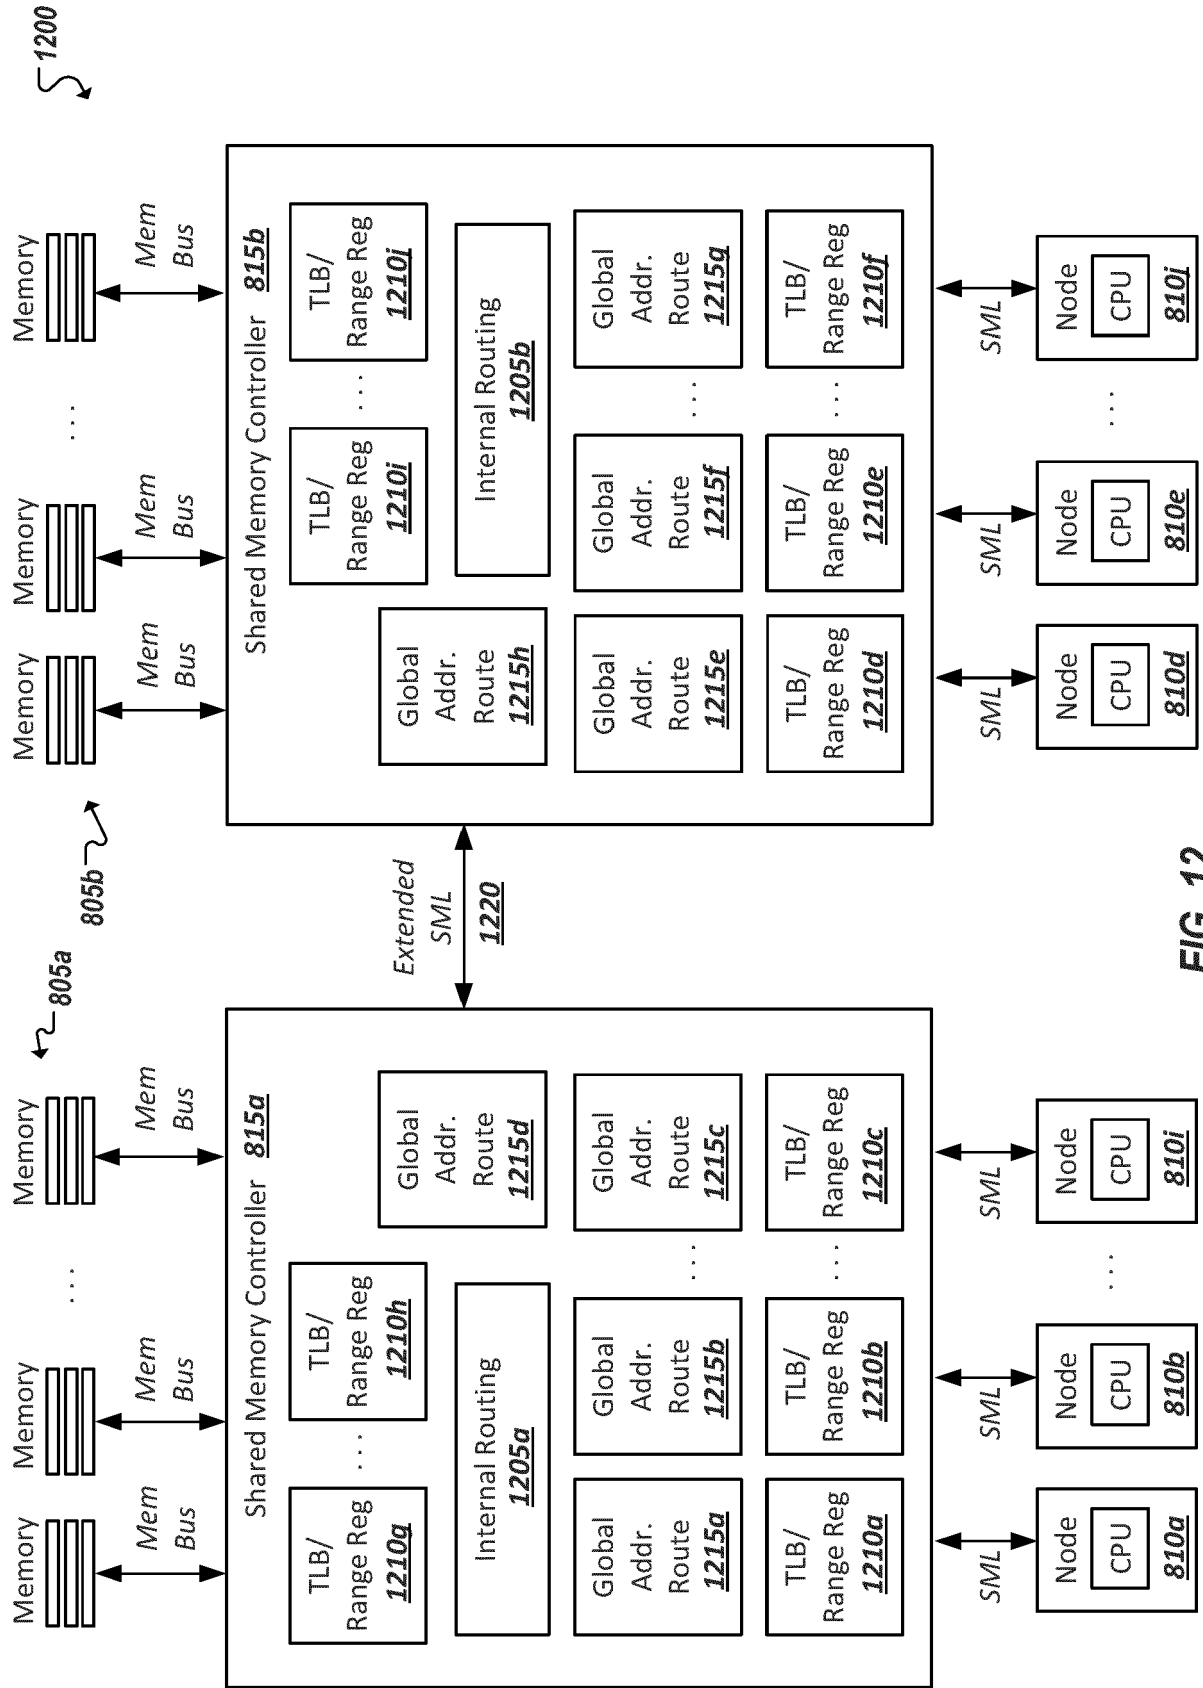 1200
805a
805b
Memory
Memory
...
Memory
Memory
Memory
...
Memory
Mem
Bus
Mem
Bus
Mem
Bus
Mem
Bus
Mem
Bus
Mem
Bus
Shared Memory Controller 815a
TLB/
Range Reg
1210g
...
TLB/
Range Reg
1210h
Internal Routing
1205a
Global
Addr.
Route
1215d
Global
Addr.
Route
1215a
Global
Addr.
Route
1215b
...
Global
Addr.
Route
1215c
TLB/
Range Reg
1210a
TLB/
Range Reg
1210b
...
TLB/
Range Reg
1210c
Extended
SML
1220
Shared Memory Controller 815b
Global
Addr.
Route
1215h
TLB/
Range Reg
1210i
...
TLB/
Range Reg
1210j
Internal Routing
1205b
Global
Addr.
Route
1215e
Global
Addr.
Route
1215f
...
Global
Addr.
Route
1215g
TLB/
Range Reg
1210d
TLB/
Range Reg
1210e
...
TLB/
Range Reg
1210f
SML
SML
SML
SML
SML
SML
Node
CPU
810a
Node
CPU
810b
...
Node
CPU
810i
Node
CPU
810d
Node
CPU
810e
...
Node
CPU
810j
FIG. 12